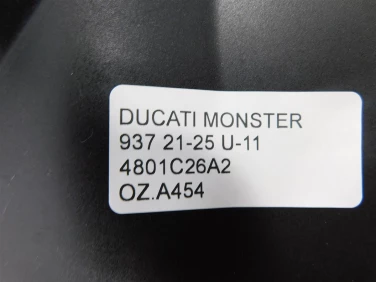 DUCATI MONSTER
937 21-25 U-11
4801C26A2
OZ.A454